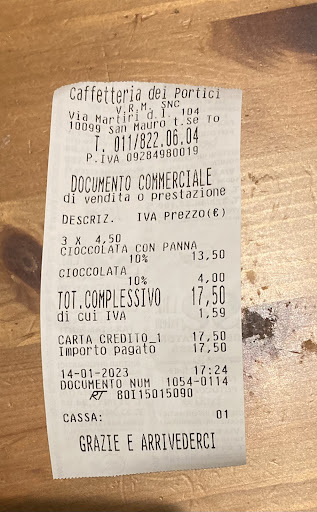 Caffetteria dei Portici
V.R.M. SNC
Via Martiri d.l. 104
10099 San Mauro t.se To
T. 011/822.06.04
P.IVA 09284980019
DOCUMENTO COMMERCIALE
di vendita o prestazione
DESCRIZ. IVA Prezzo(€)
3 X 4,50
CIOCCOLATA CON PANNA
10% 13,50
CIOCCOLATA
10% 4,00
TOT.COMPLESSIVO 17,50
di cui IVA 1,59
CARTA CREDITO_1 17,50
Importo pagato 17,50
14-01-2023 17:24
DOCUMENTO NUM 1054-0114
RT 80I15015090
CASSA: 01
GRAZIE E ARRIVEDERCI